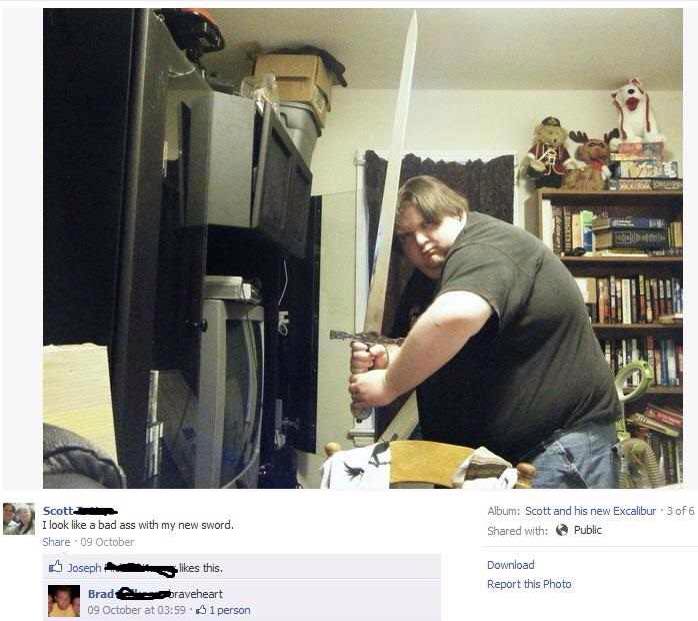 Scott
I look like a bad ass with my new sword.
Share · 09 October
Joseph likes this.
Brad braveheart
09 October at 03:59 · 1 person
Album: Scott and his new Excalibur · 3 of 6
Shared with: Public
Download
Report this Photo